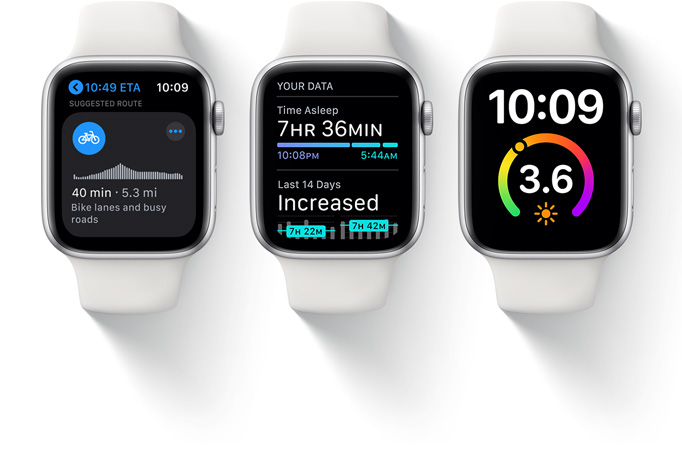 10:49 ETA 10:09
SUGGESTED ROUTE
40 min · 5.3 mi
Bike lanes and busy
roads
YOUR DATA
Time Asleep
7HR 36MIN
10:08PM 5:44AM
Last 14 Days
Increased
7H 22M 7H 42M
10:09
3.6